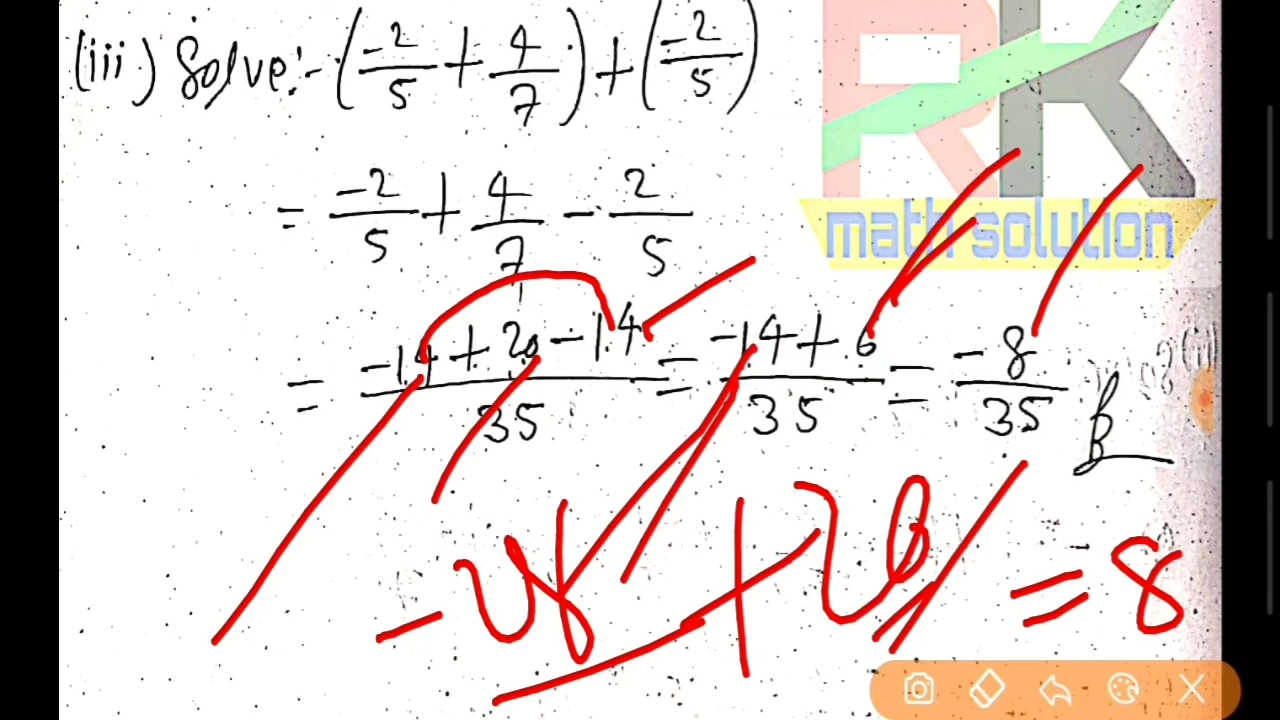 (iii) Solve:- (-2/5 + 4/7) + (-2/5)
RK
math solution
= -2/5 + 4/7 - 2/5
= (-14 + 20 - 14)/35 = (-14 + 6)/35 = -8/35
-28 + 20 = 8